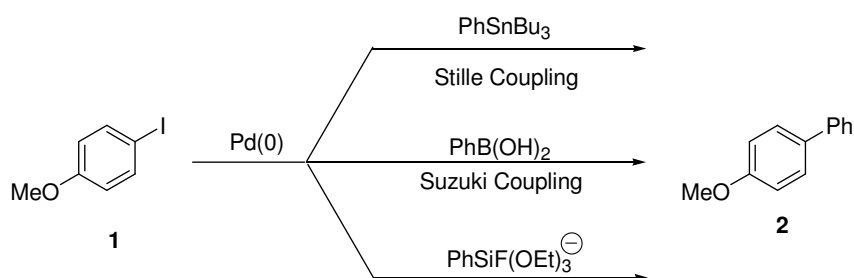 PhSnBu3
Stille Coupling
I
Pd(0)
MeO
1
PhB(OH)2
Suzuki Coupling
Ph
MeO
2
PhSiF(OEt)3 −